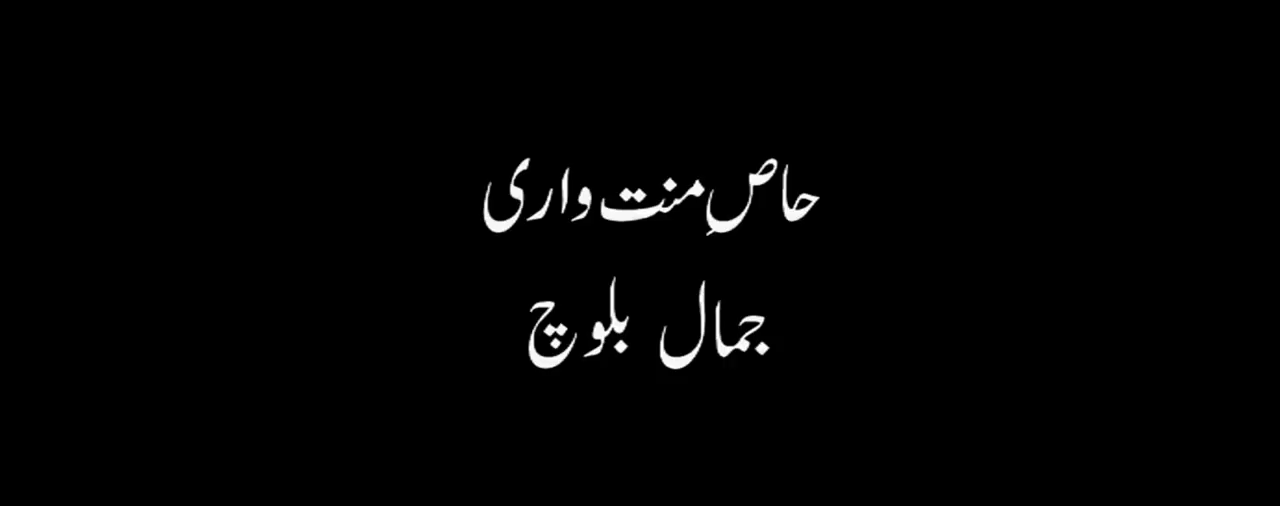 حاصِ منت واری
جمال بلوچ